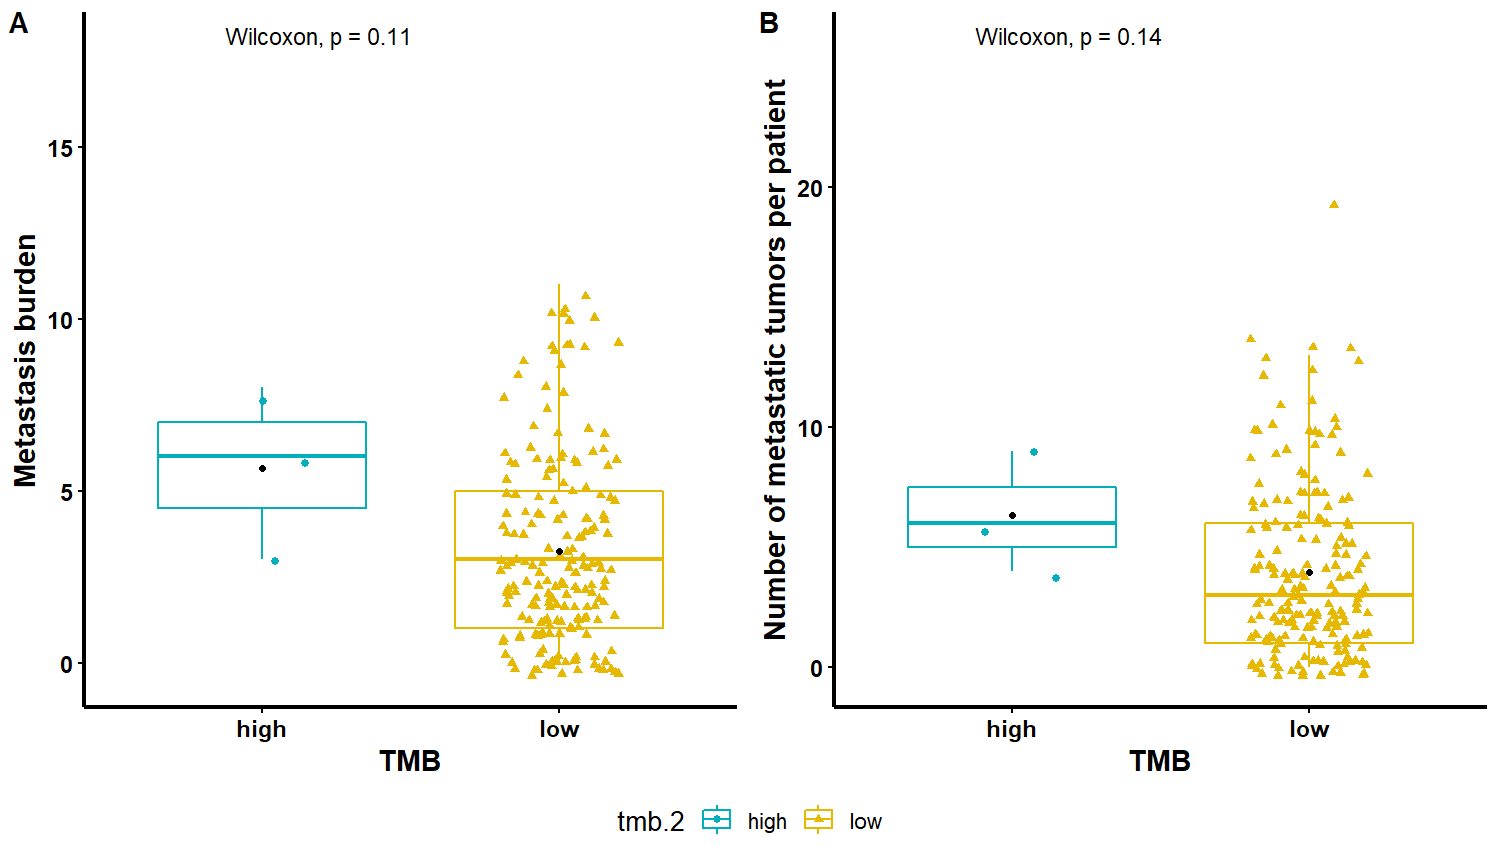 A
Wilcoxon, p = 0.11
Metastasis burden
15
10
5
0
high
low
TMB
B
Wilcoxon, p = 0.14
Number of metastatic tumors per patient
20
10
0
high
low
TMB
tmb.2
high
low